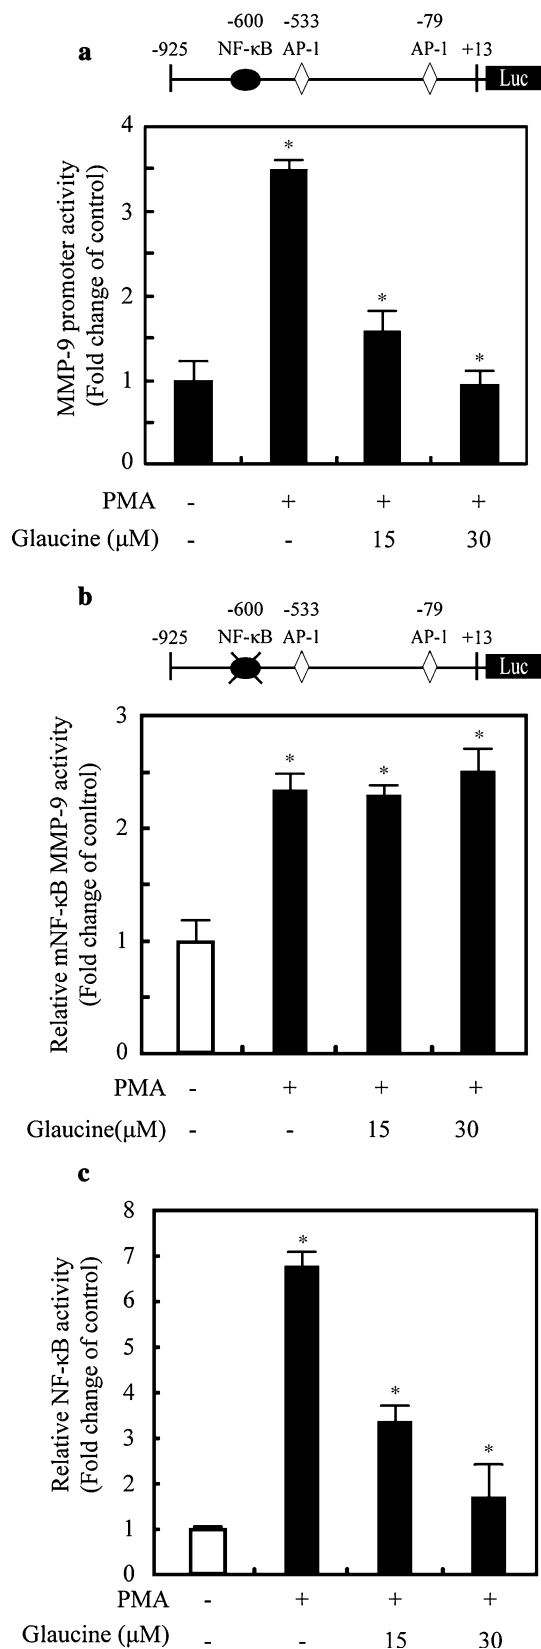 a
-600 -533 -79
-925 NF-κB AP-1 AP-1 +13
Luc
MMP-9 promoter activity
(Fold change of control)
4
3
2
1
0
* * *
PMA - + + +
Glaucine (μM) - - 15 30
b
-600 -533 -79
-925 NF-κB AP-1 AP-1 +13
Luc
Relative mNF-κB MMP-9 activity
(Fold change of conltrol)
3
2
1
0
* * *
PMA - + + +
Glaucine(μM) - - 15 30
c
Relative NF-κB activity
(Fold change of control)
8
7
6
5
4
3
2
1
0
* * *
PMA - + + +
Glaucine (μM) - - 15 30